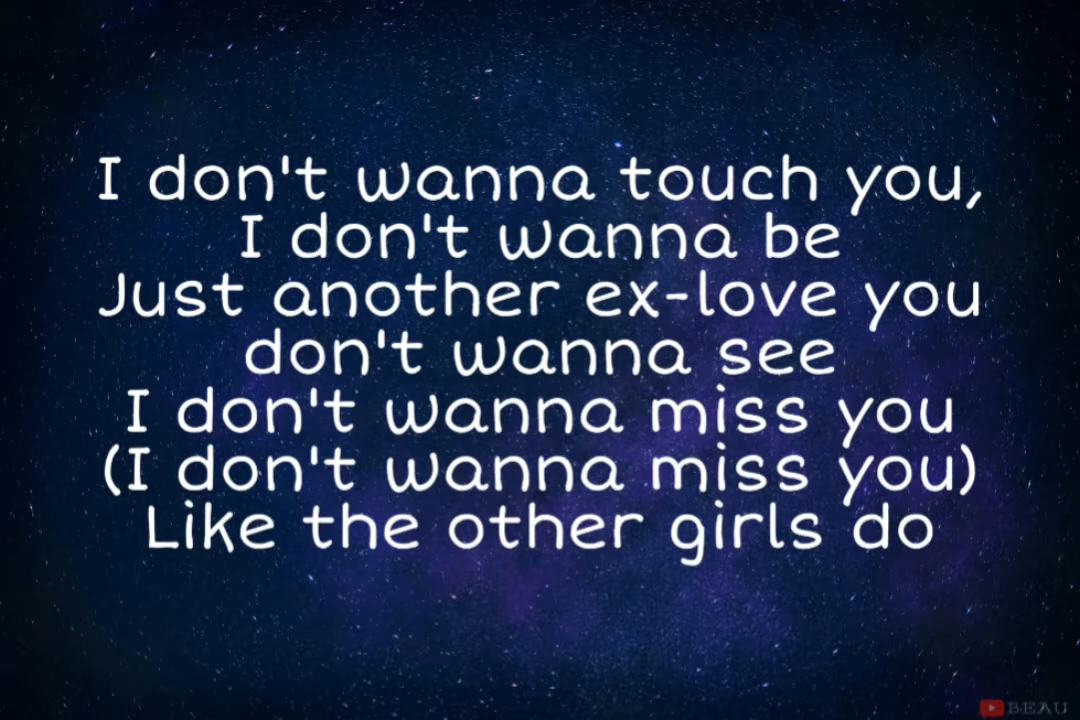 I don't wanna touch you,
I don't wanna be
Just another ex-love you
don't wanna see
I don't wanna miss you
(I don't wanna miss you)
Like the other girls do
BEAU